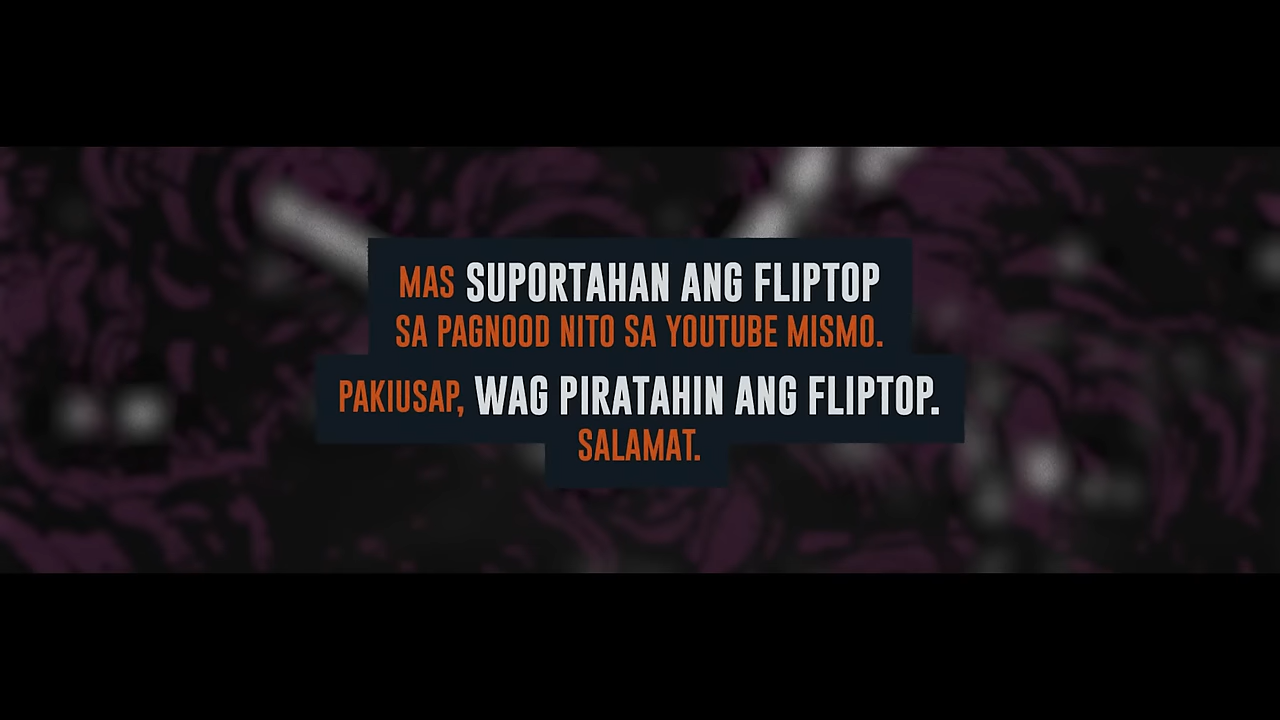 MAS SUPORTAHAN ANG FLIPTOP
SA PAGNOOD NITO SA YOUTUBE MISMO.
PAKIUSAP, WAG PIRATAHIN ANG FLIPTOP.
SALAMAT.